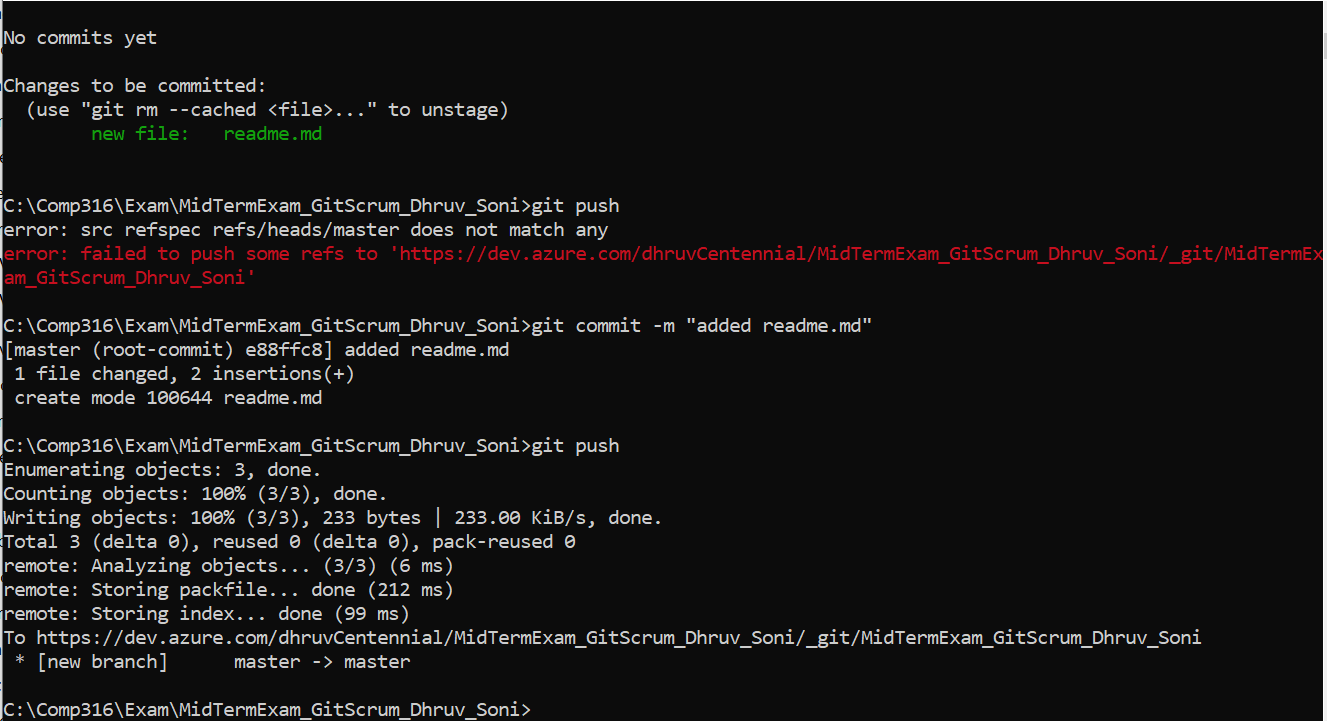 No commits yet
Changes to be committed:
  (use "git rm --cached <file>..." to unstage)
        new file:   readme.md
C:\Comp316\Exam\MidTermExam_GitScrum_Dhruv_Soni>git push
error: src refspec refs/heads/master does not match any
error: failed to push some refs to 'https://dev.azure.com/dhruvCentennial/MidTermExam_GitScrum_Dhruv_Soni/_git/MidTermEx
am_GitScrum_Dhruv_Soni'
C:\Comp316\Exam\MidTermExam_GitScrum_Dhruv_Soni>git commit -m "added readme.md"
[master (root-commit) e88ffc8] added readme.md
 1 file changed, 2 insertions(+)
 create mode 100644 readme.md
C:\Comp316\Exam\MidTermExam_GitScrum_Dhruv_Soni>git push
Enumerating objects: 3, done.
Counting objects: 100% (3/3), done.
Writing objects: 100% (3/3), 233 bytes | 233.00 KiB/s, done.
Total 3 (delta 0), reused 0 (delta 0), pack-reused 0
remote: Analyzing objects... (3/3) (6 ms)
remote: Storing packfile... done (212 ms)
remote: Storing index... done (99 ms)
To https://dev.azure.com/dhruvCentennial/MidTermExam_GitScrum_Dhruv_Soni/_git/MidTermExam_GitScrum_Dhruv_Soni
 * [new branch]      master -> master
C:\Comp316\Exam\MidTermExam_GitScrum_Dhruv_Soni>